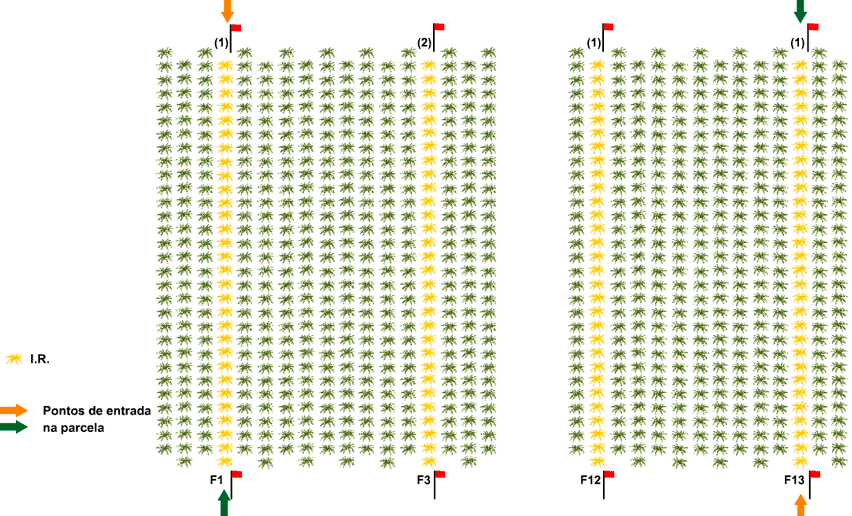 (1) (2) (1) (1)
I.R.
Pontos de entrada
na parcela
F1 F3 F12 F13